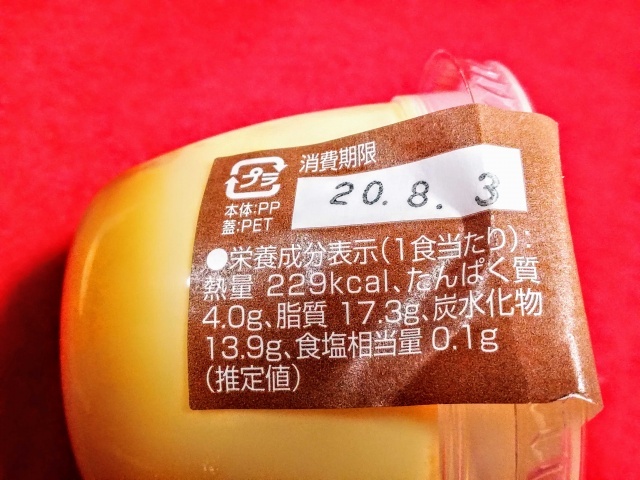 消費期限
プラ
20.8.3
本体:PP
蓋:PET
●栄養成分表示(1食当たり):
熱量 229kcal、たんぱく質
4.0g、脂質 17.3g、炭水化物
13.9g、食塩相当量 0.1g
(推定値)